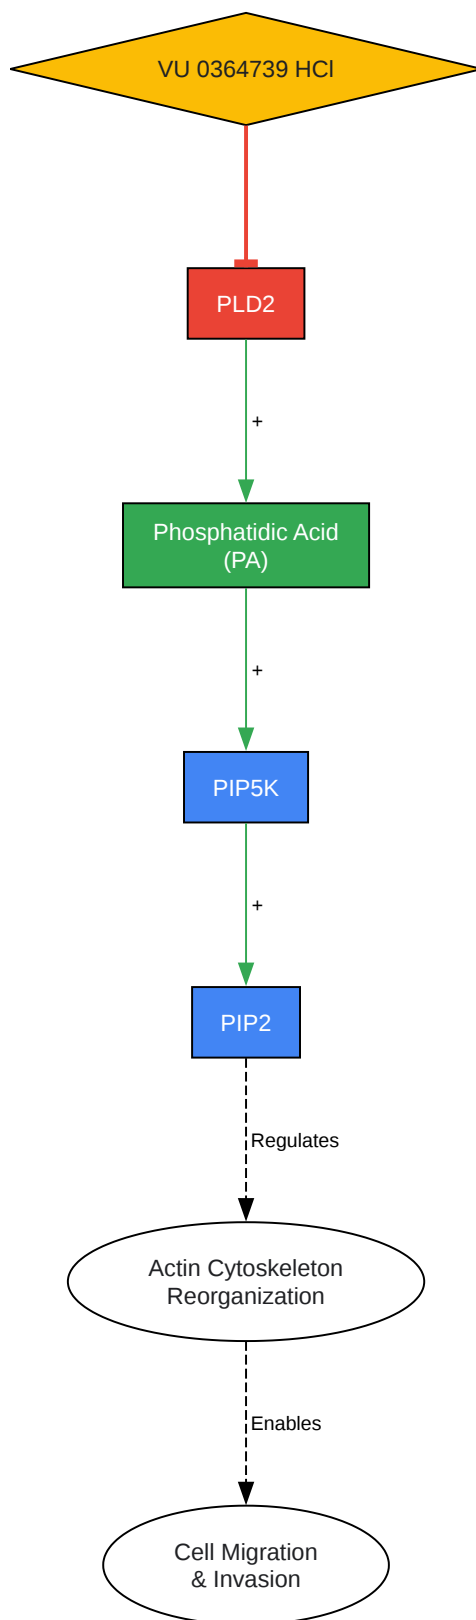 VU 0364739 HCl
PLD2
+
Phosphatidic Acid
(PA)
+
PIP5K
+
PIP2
Regulates
Actin Cytoskeleton
Reorganization
Enables
Cell Migration
& Invasion